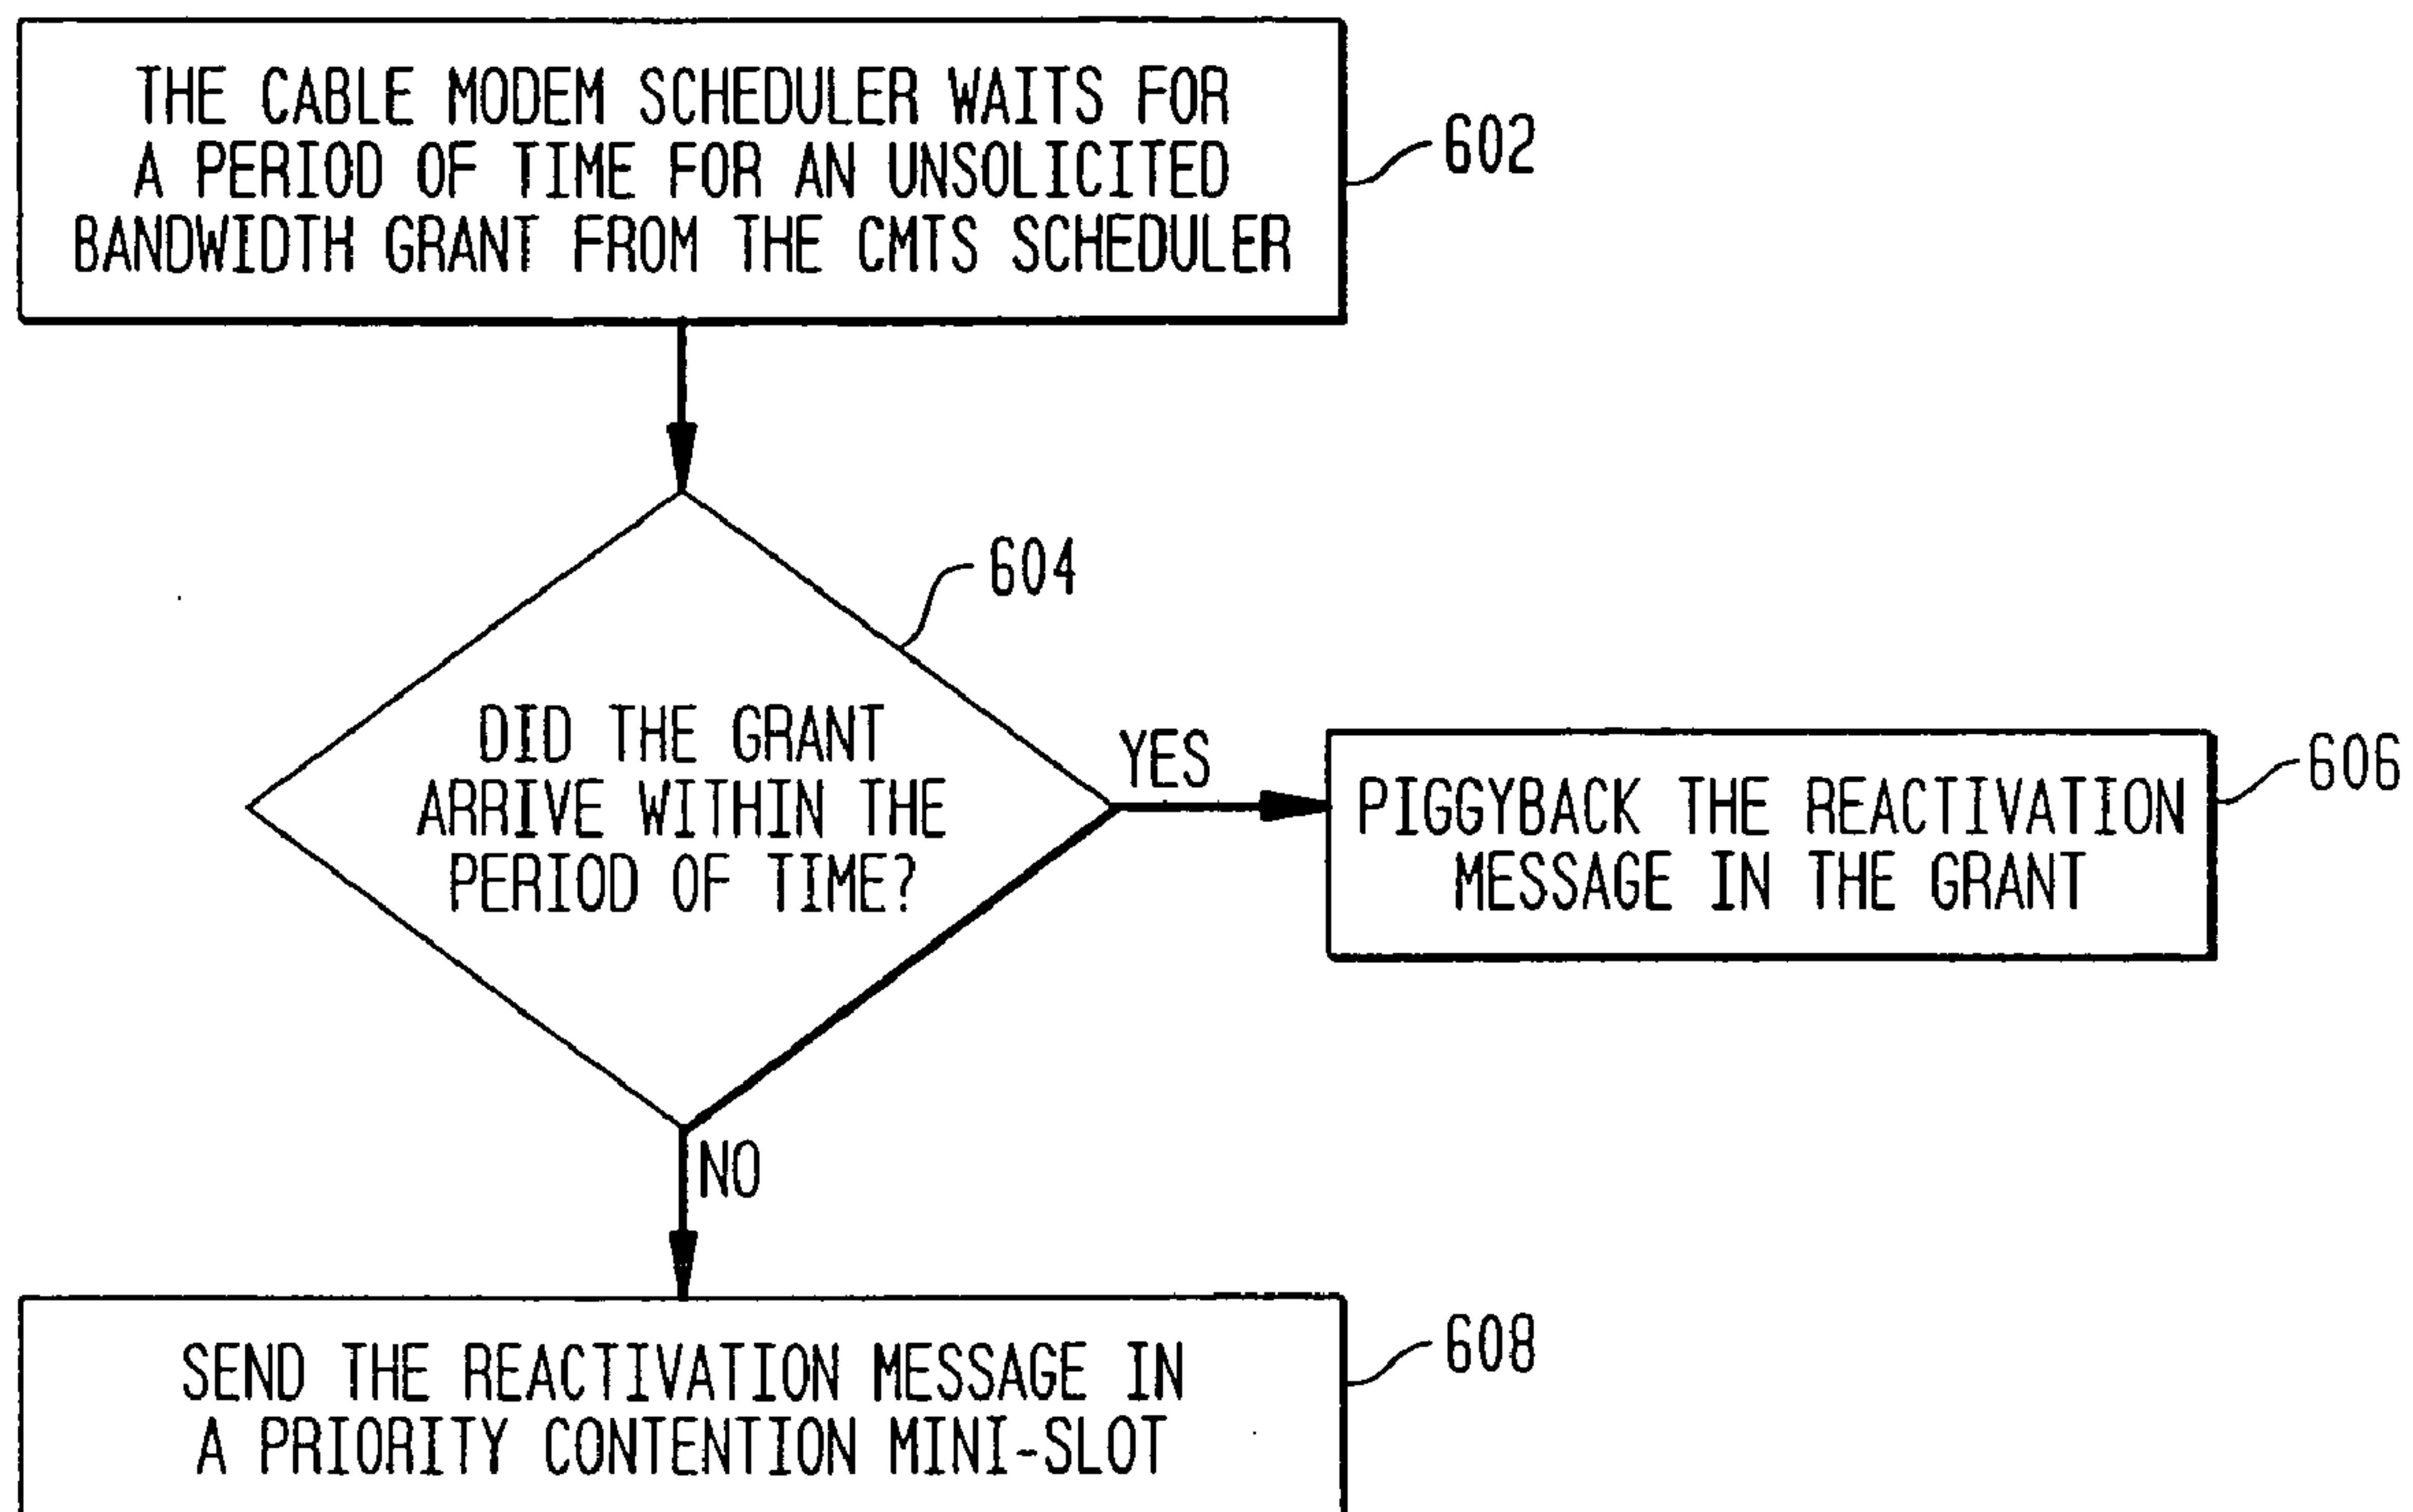 THE CABLE MODEM SCHEDULER WAITS FOR
A PERIOD OF TIME FOR AN UNSOLICITED
BANDWIDTH GRANT FROM THE CMTS SCHEDULER
602
604
DID THE GRANT
ARRIVE WITHIN THE
PERIOD OF TIME?
YES
PIGGYBACK THE REACTIVATION
MESSAGE IN THE GRANT
606
NO
SEND THE REACTIVATION MESSAGE IN
A PRIORITY CONTENTION MINI-SLOT
608